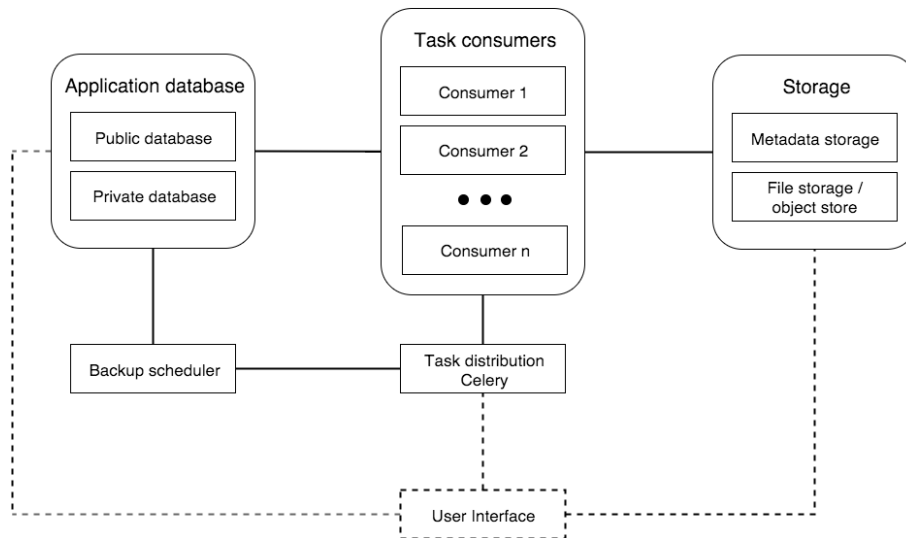 Application database
Public database
Private database
Task consumers
Consumer 1
Consumer 2
Consumer n
Storage
Metadata storage
File storage /
object store
Backup scheduler
Task distribution
Celery
User Interface